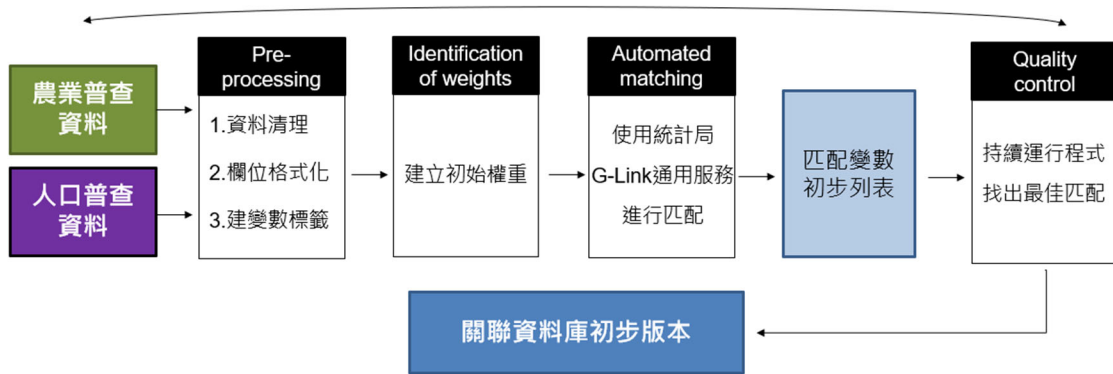 農業普查
資料
人口普查
資料
Pre-
processing
1.資料清理
2.欄位格式化
3.建變數標籤
Identification
of weights
建立初始權重
Automated
matching
使用統計局
G-Link通用服務
進行匹配
匹配變數
初步列表
Quality
control
持續運行程式
找出最佳匹配
關聯資料庫初步版本